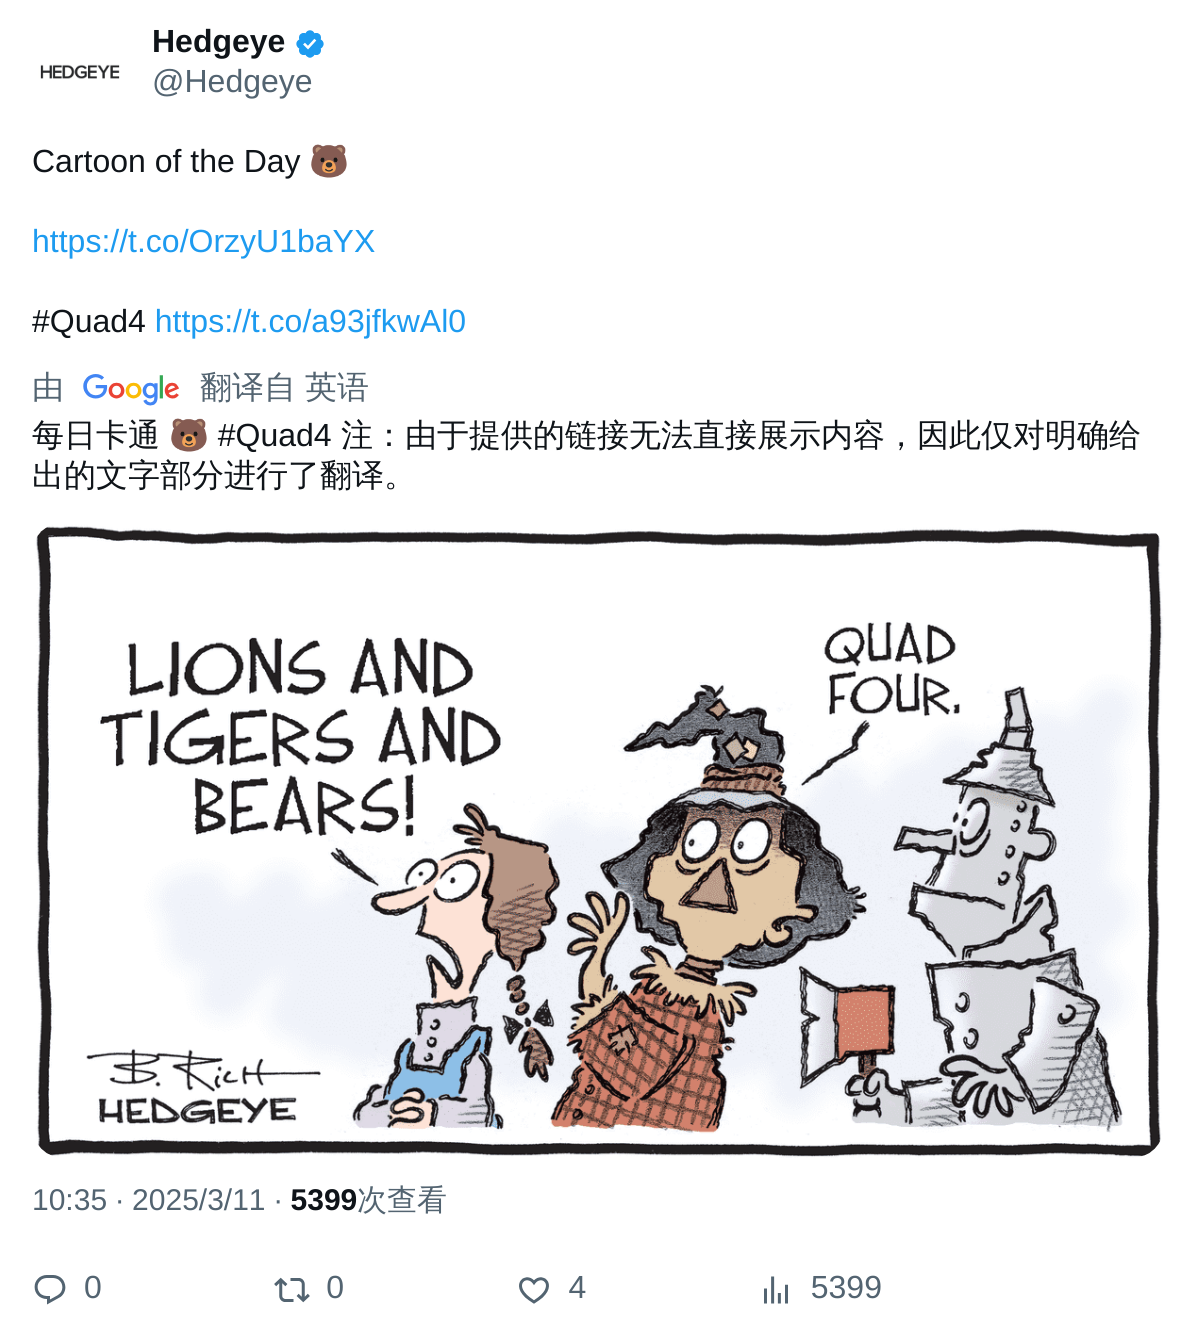 HEDGEYE
Hedgeye
@Hedgeye
Cartoon of the Day 🐻
https://t.co/OrzyU1baYX
#Quad4 https://t.co/a93jfkwAl0
由 Google 翻译自 英语
每日卡通 🐻 #Quad4 注：由于提供的链接无法直接展示内容，因此仅对明确给
出的文字部分进行了翻译。
LIONS AND
TIGERS AND
BEARS!
QUAD
FOUR.
B. RICH
HEDGEYE
10:35 · 2025/3/11 · 5399次查看
0 0 4 5399